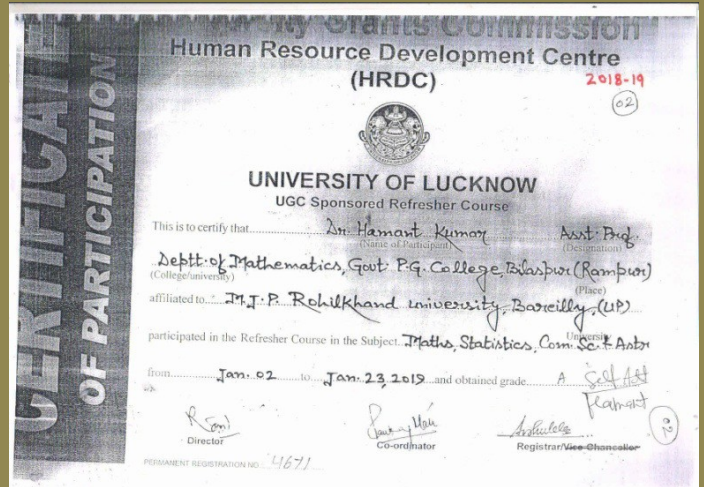 Grants Commission
Human Resource Development Centre
(HRDC)
2018-19
02
CERTIFICATE
OF PARTICIPATION
UNIVERSITY OF LUCKNOW
UGC Sponsored Refresher Course
This is to certify that Dr. Hamant Kumar Asst. Prof.
(Name of Participant) (Designation)
Deptt. of Mathematics, Govt P.G. College, Bilaspur (Rampur)
(College/university) (Place)
affiliated to M.J.P. Rohilkhand university, Bareilly, (UP)
University
participated in the Refresher Course in the Subject Maths, Statistics, Com. Sc. & Astr
from Jan. 02 to Jan. 23, 2019 and obtained grade A Self Att
Hamant
Director
Co-ordinator
Registrar/Vice-Chancellor
02
PERMANENT REGISTRATION NO. 4671